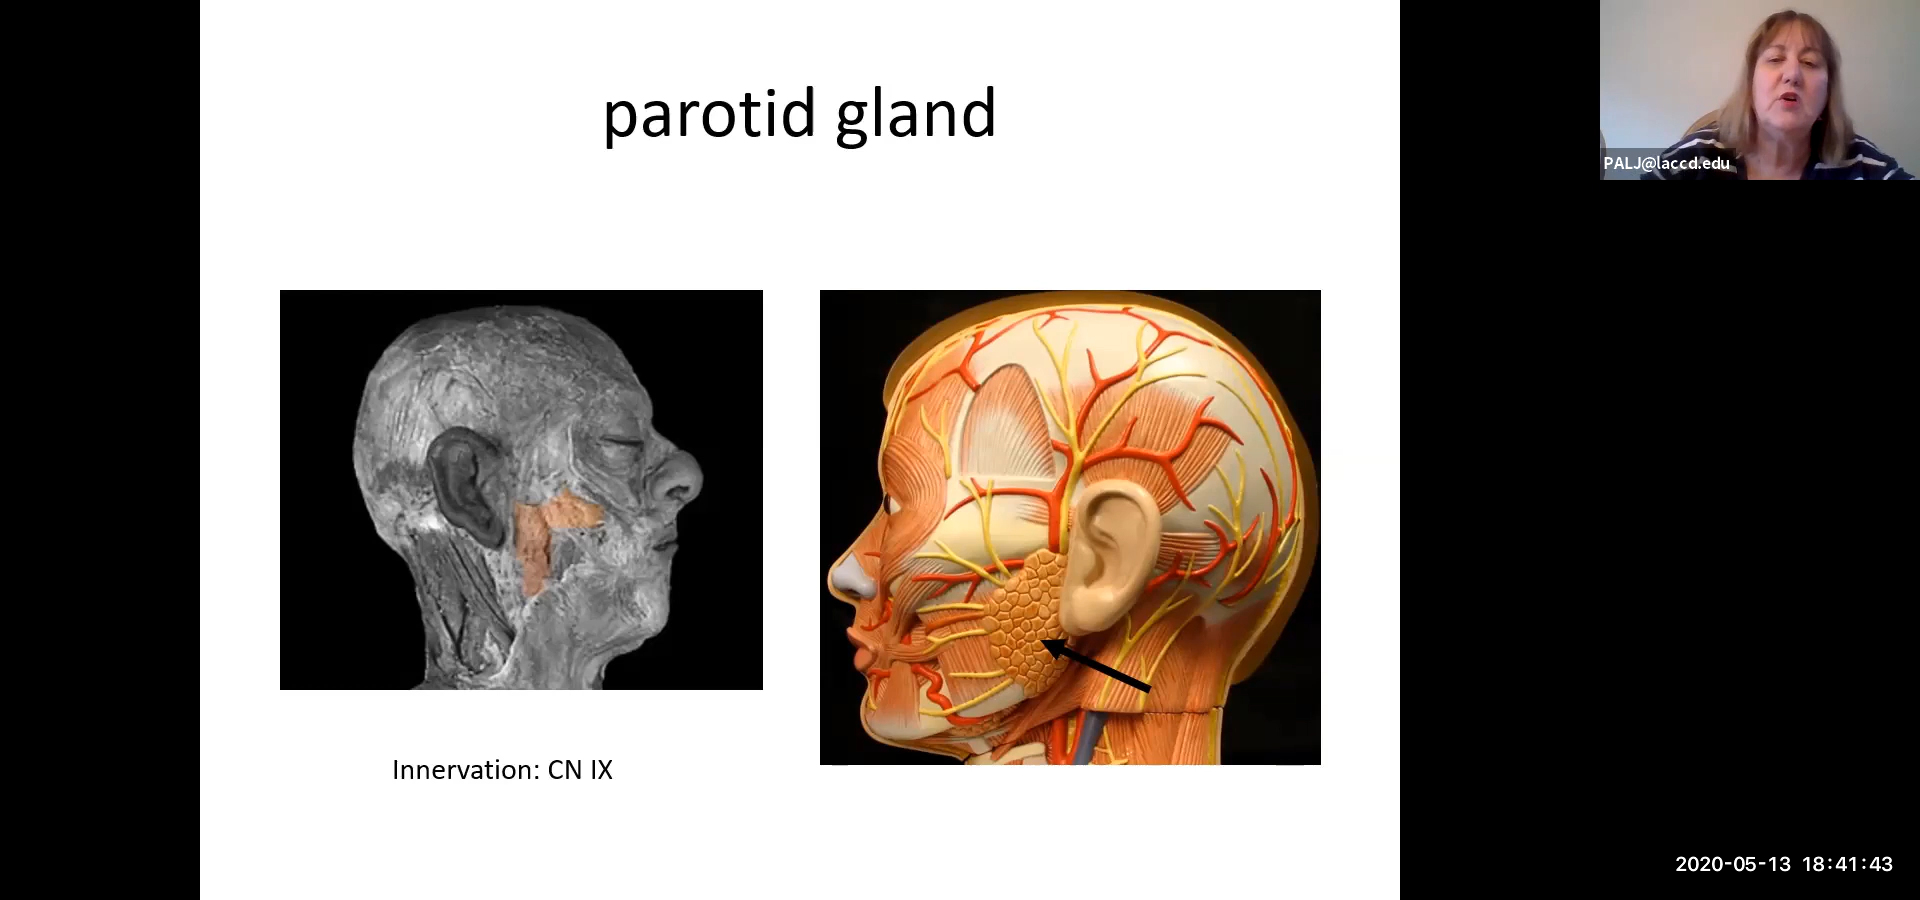 parotid gland
PALJ@laccd.edu
Innervation: CN IX
2020-05-13 18:41:43